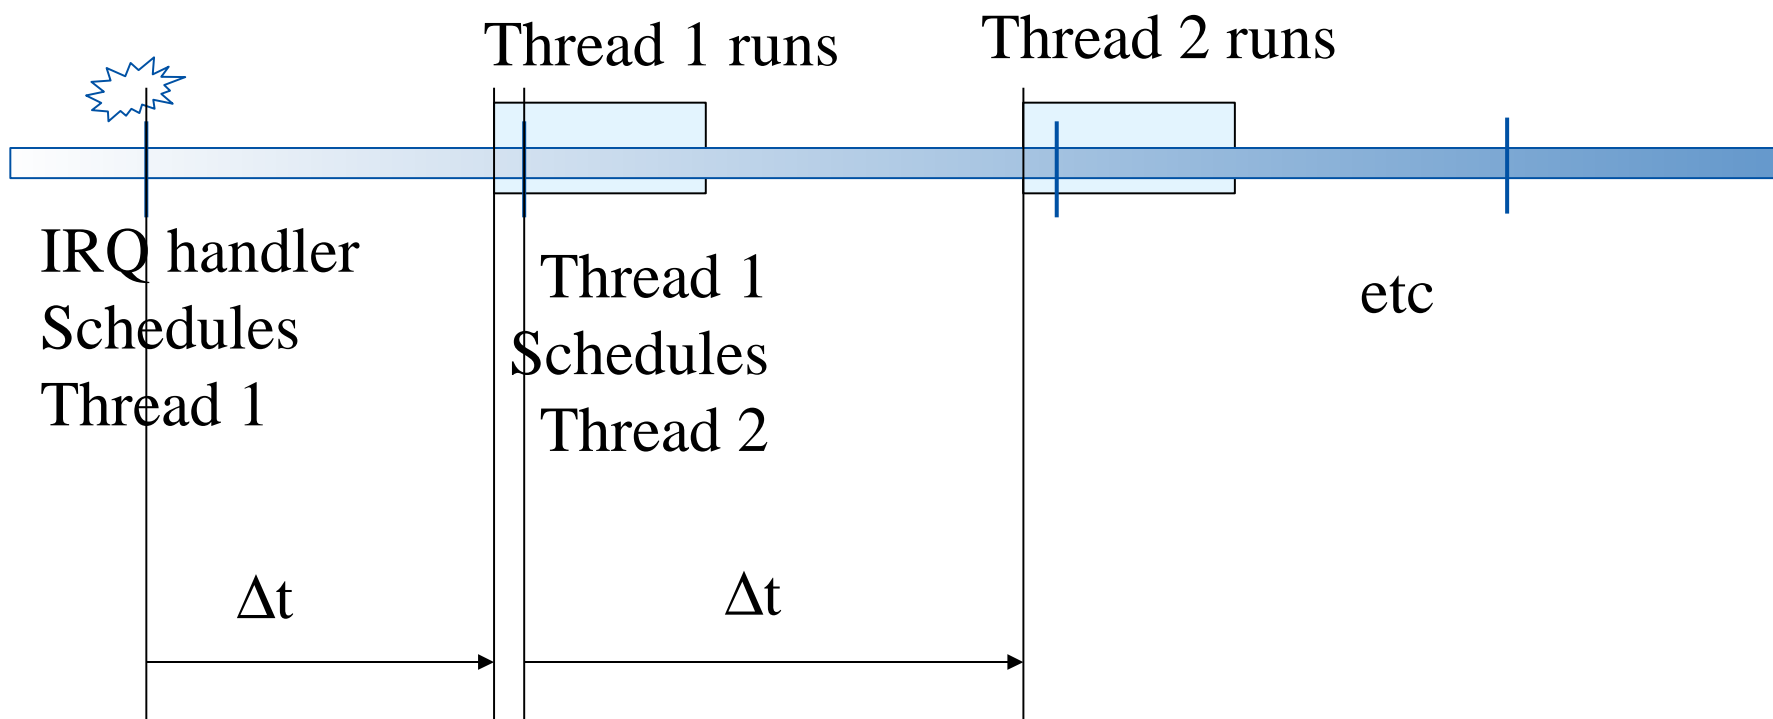 Thread 1 runs
Thread 2 runs
IRQ handler
Schedules
Thread 1
Thread 1
Schedules
Thread 2
etc
Δt
Δt